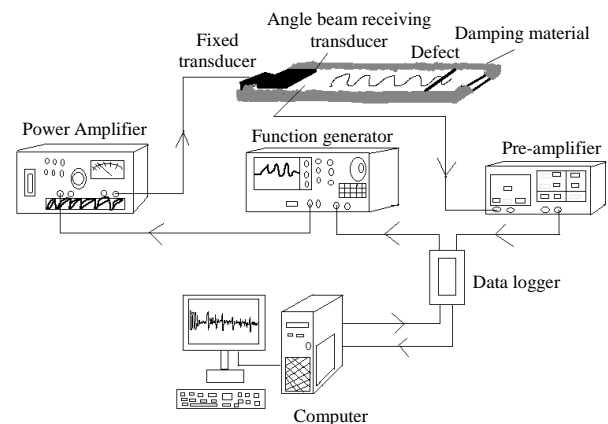 Angle beam receiving
transducer
Fixed
transducer
Damping material
Defect
Power Amplifier
Function generator
Pre-amplifier
Data logger
Computer